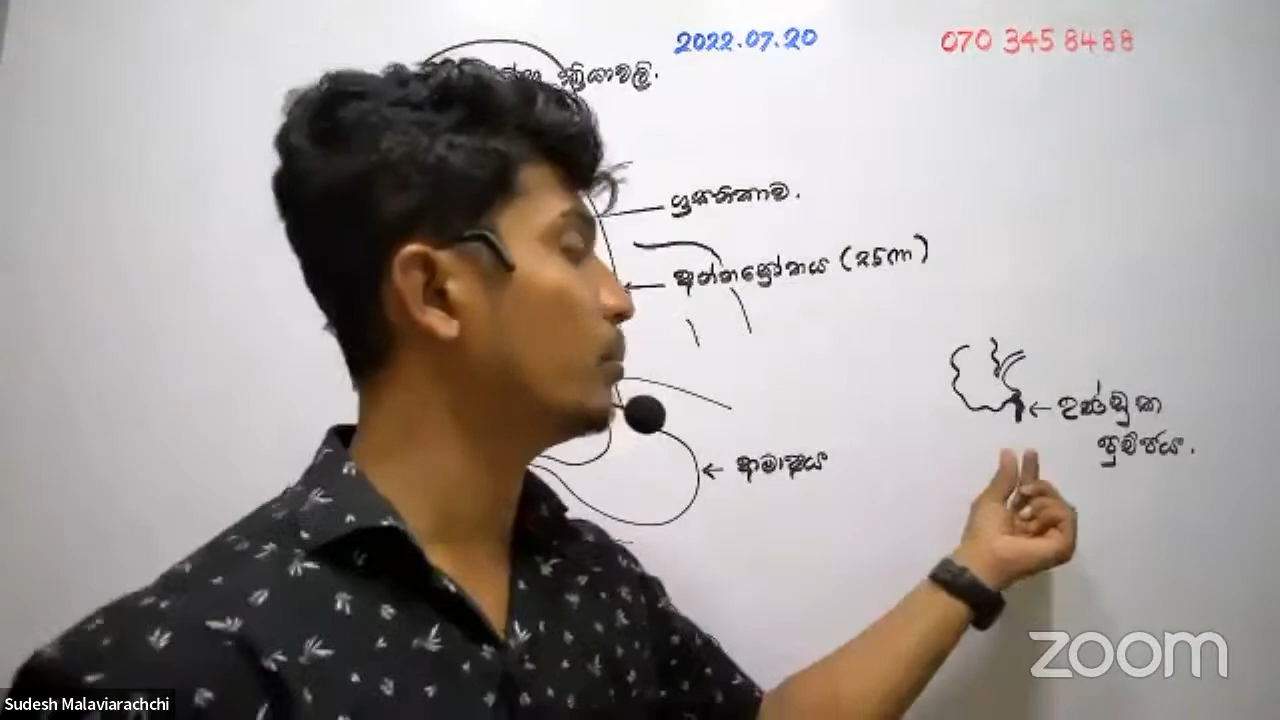 2022.07.20
070 345 8488
ක්‍රියාවලි.
ග්‍රසනිකාව.
අන්නස්‍රෝතය (25cm)
උණ්ඩුක
පුච්ඡය.
ආමාශය
zoom
Sudesh Malaviarachchi